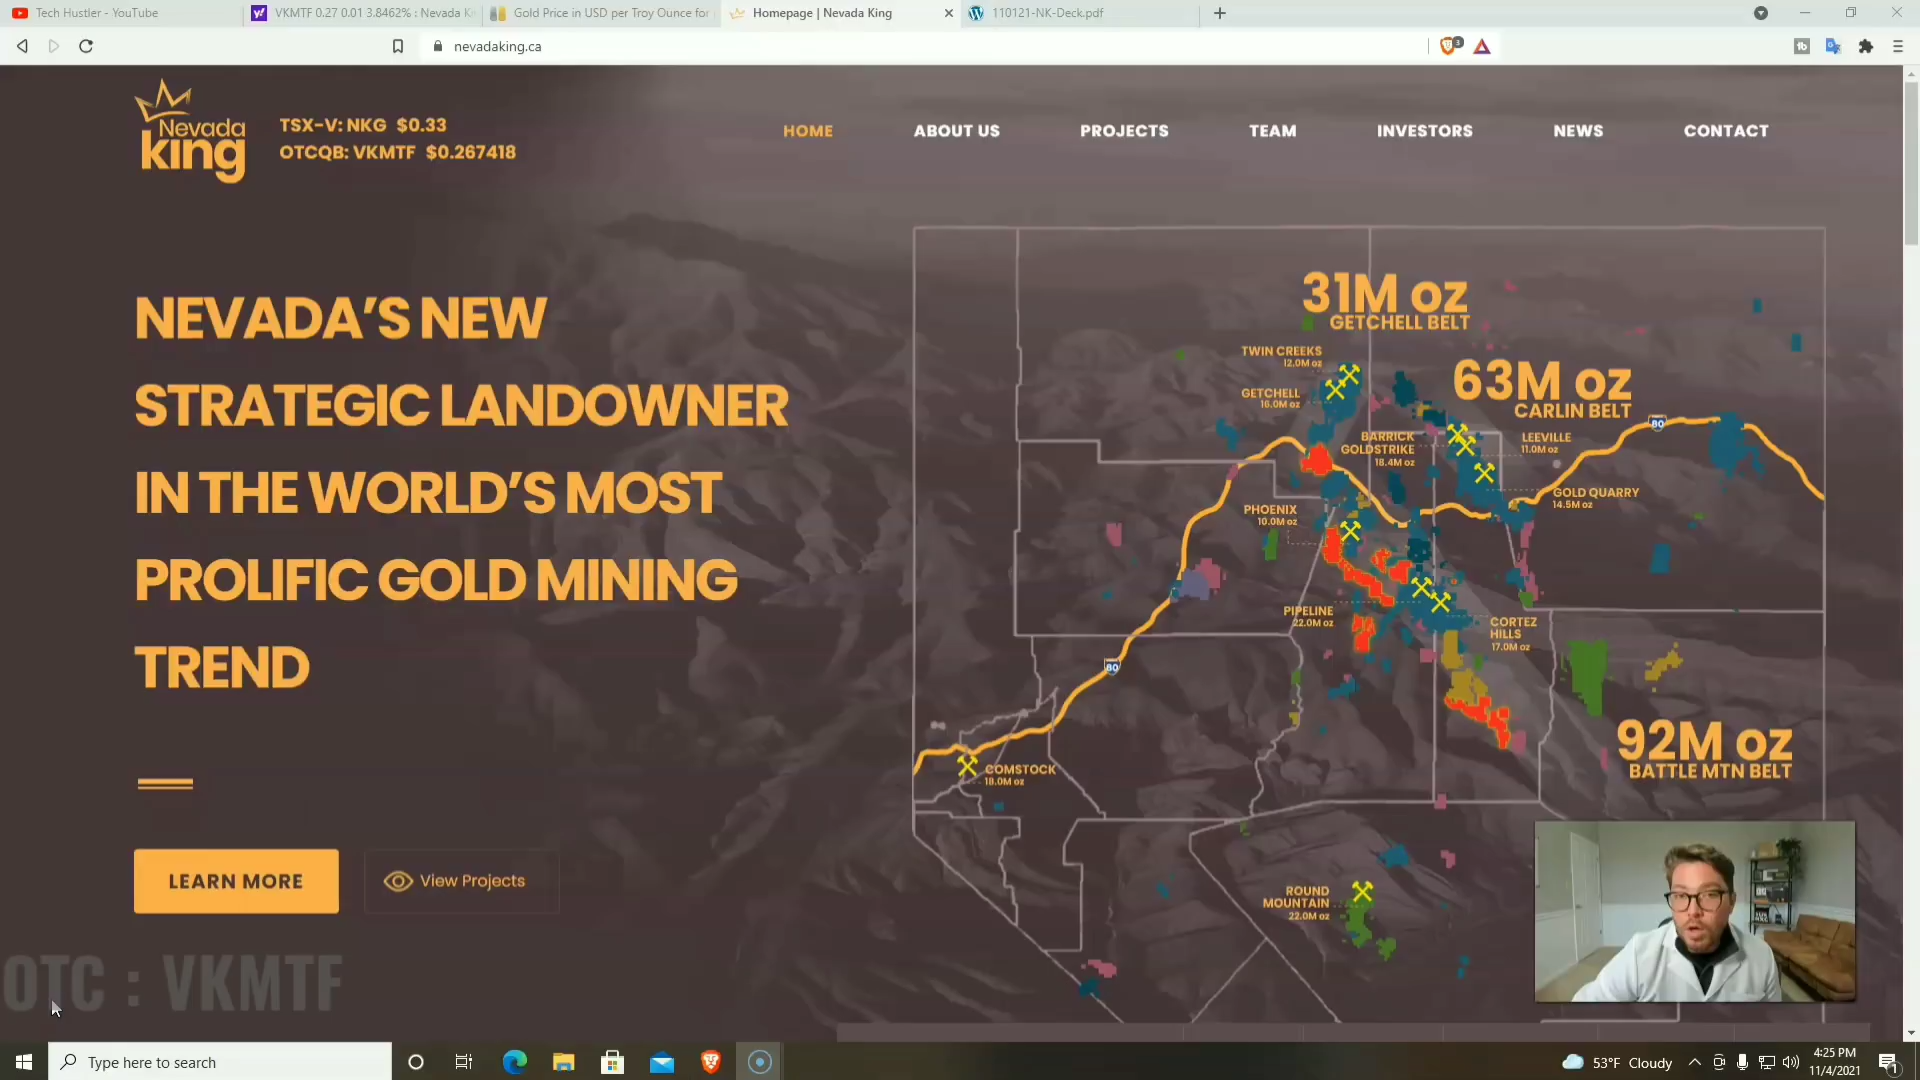 Tech Hustler - YouTube
VKMTF 0.27 0.01 3.8462% : Nevada Ki
Gold Price in USD per Troy Ounce for
Homepage | Nevada King
110121-NK-Deck.pdf
nevadaking.ca
3
Nevada
king
TSX-V: NKG $0.33
OTCQB: VKMTF $0.267418
HOME
ABOUT US
PROJECTS
TEAM
INVESTORS
NEWS
CONTACT
NEVADA'S NEW
STRATEGIC LANDOWNER
IN THE WORLD'S MOST
PROLIFIC GOLD MINING
TREND
LEARN MORE
View Projects
31M oz
GETCHELL BELT
TWIN CREEKS
12.0M oz
63M oz
CARLIN BELT
GETCHELL
16.0M oz
80
BARRICK
GOLDSTRIKE
18.4M oz
LEEVILLE
11.0M oz
GOLD QUARRY
14.5M oz
PHOENIX
10.0M oz
PIPELINE
22.0M oz
CORTEZ
HILLS
17.0M oz
80
92M oz
BATTLE MTN BELT
COMSTOCK
18.0M oz
ROUND
MOUNTAIN
22.0M oz
OTC : VKMTF
Type here to search
53°F Cloudy
4:25 PM
11/4/2021
1